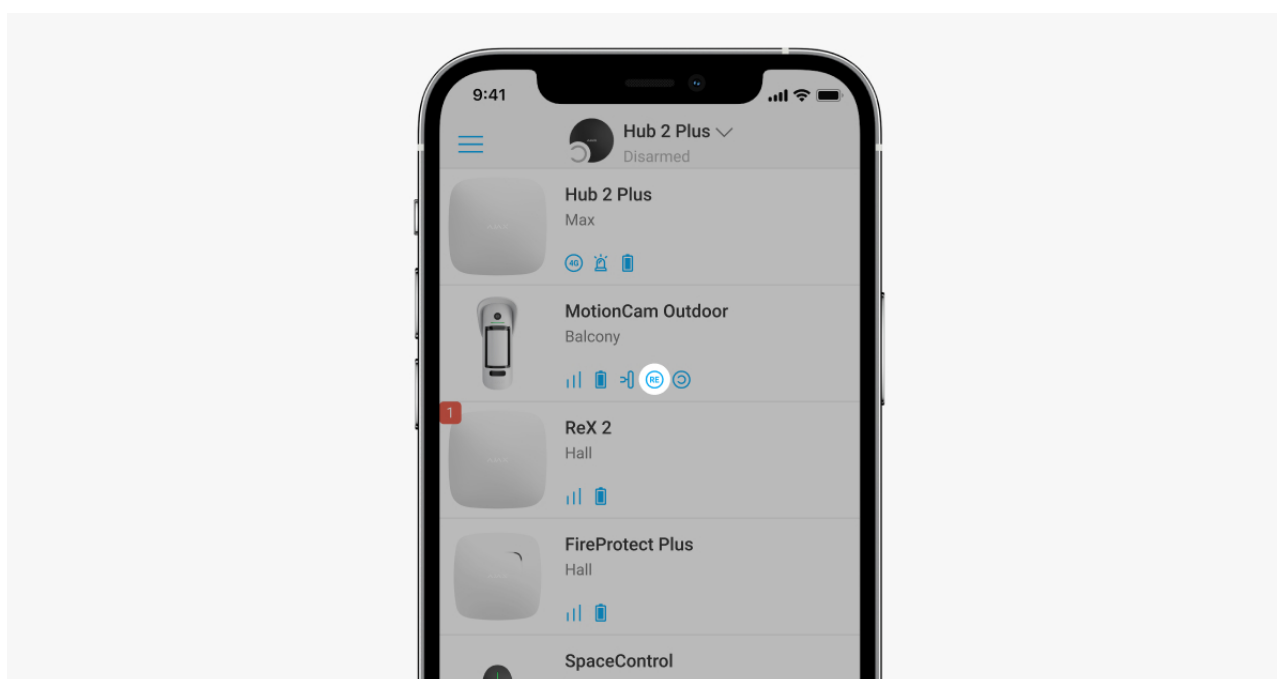 9:41
Hub 2 Plus
Disarmed
Hub 2 Plus
Max
4G
MotionCam Outdoor
Balcony
RE
1
ReX 2
Hall
FireProtect Plus
Hall
SpaceControl